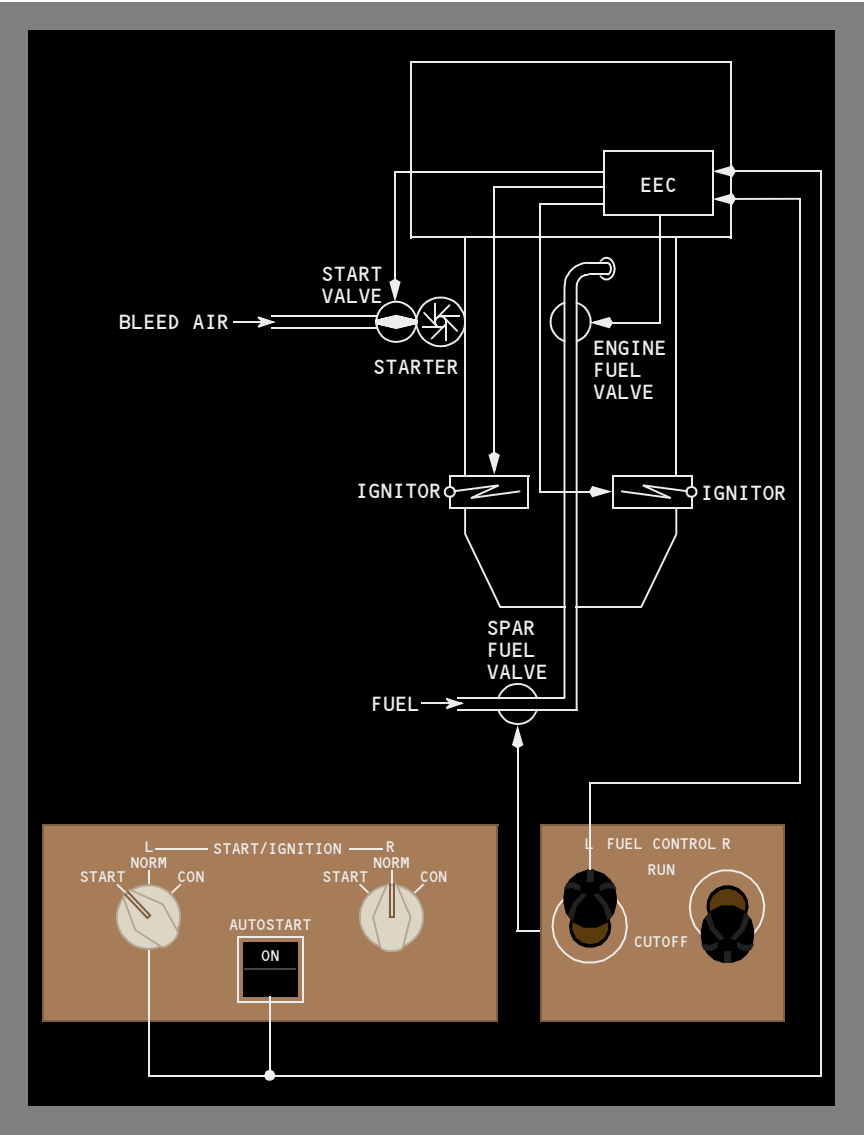 EEC
START
VALVE
BLEED AIR
STARTER
ENGINE
FUEL
VALVE
IGNITOR
IGNITOR
SPAR
FUEL
VALVE
FUEL
L START/IGNITION R
NORM
START
CON
NORM
START
CON
AUTOSTART
ON
L FUEL CONTROL R
RUN
CUTOFF